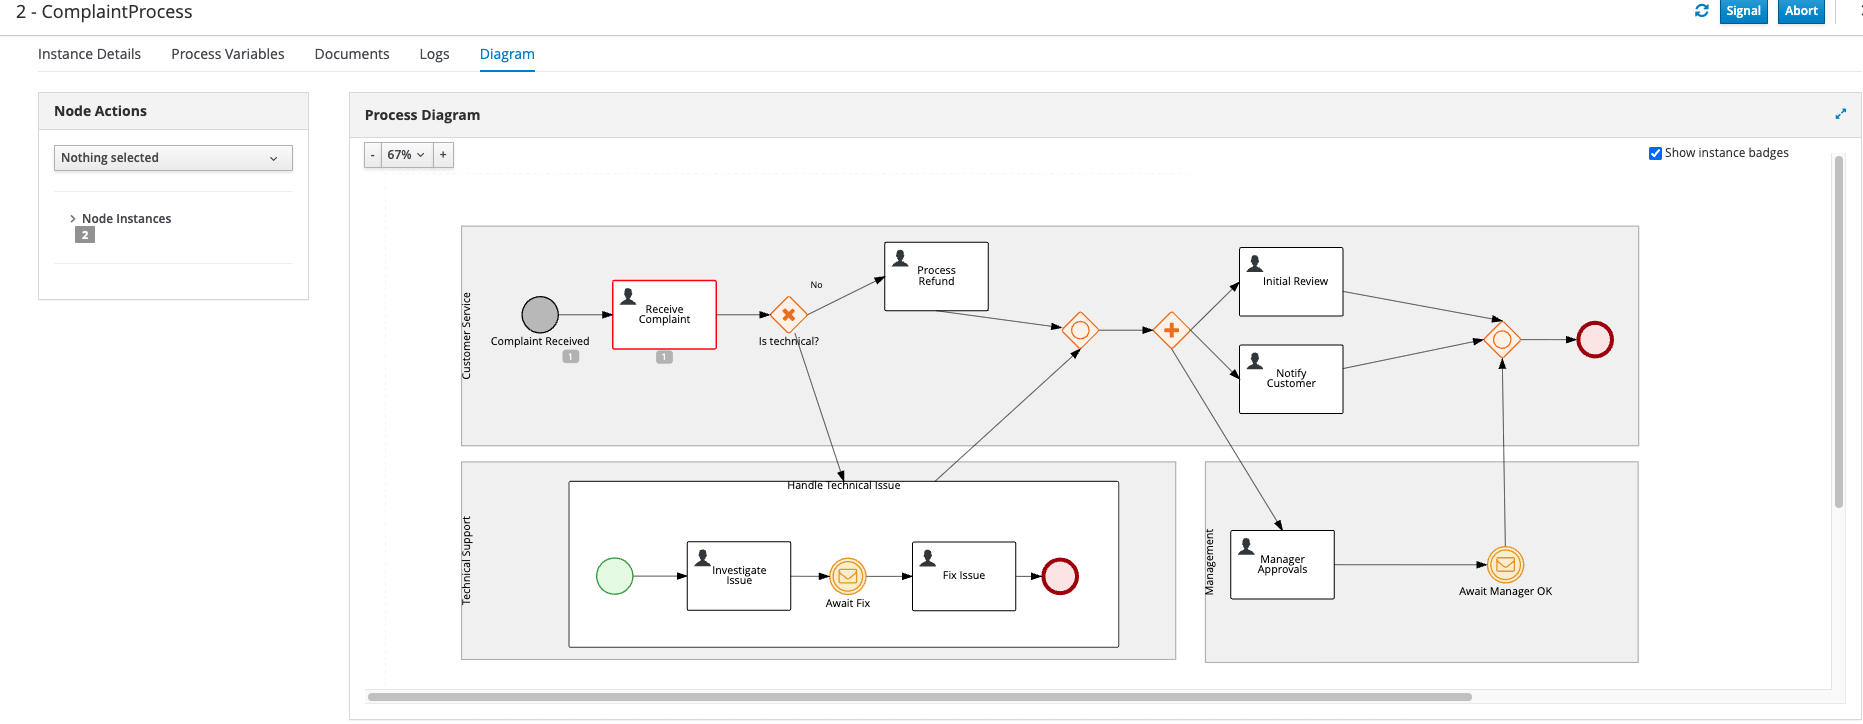 2 - ComplaintProcess
Signal
Abort
Instance Details
Process Variables
Documents
Logs
Diagram
Node Actions
Nothing selected
Node Instances
2
Process Diagram
-
67%
+
Show instance badges
Customer Service
Complaint Received
1
Receive
Complaint
1
Is technical?
No
Process
Refund
Initial Review
Notify
Customer
Technical Support
Handle Technical Issue
Investigate
Issue
Await Fix
Fix Issue
Management
Manager
Approvals
Await Manager OK